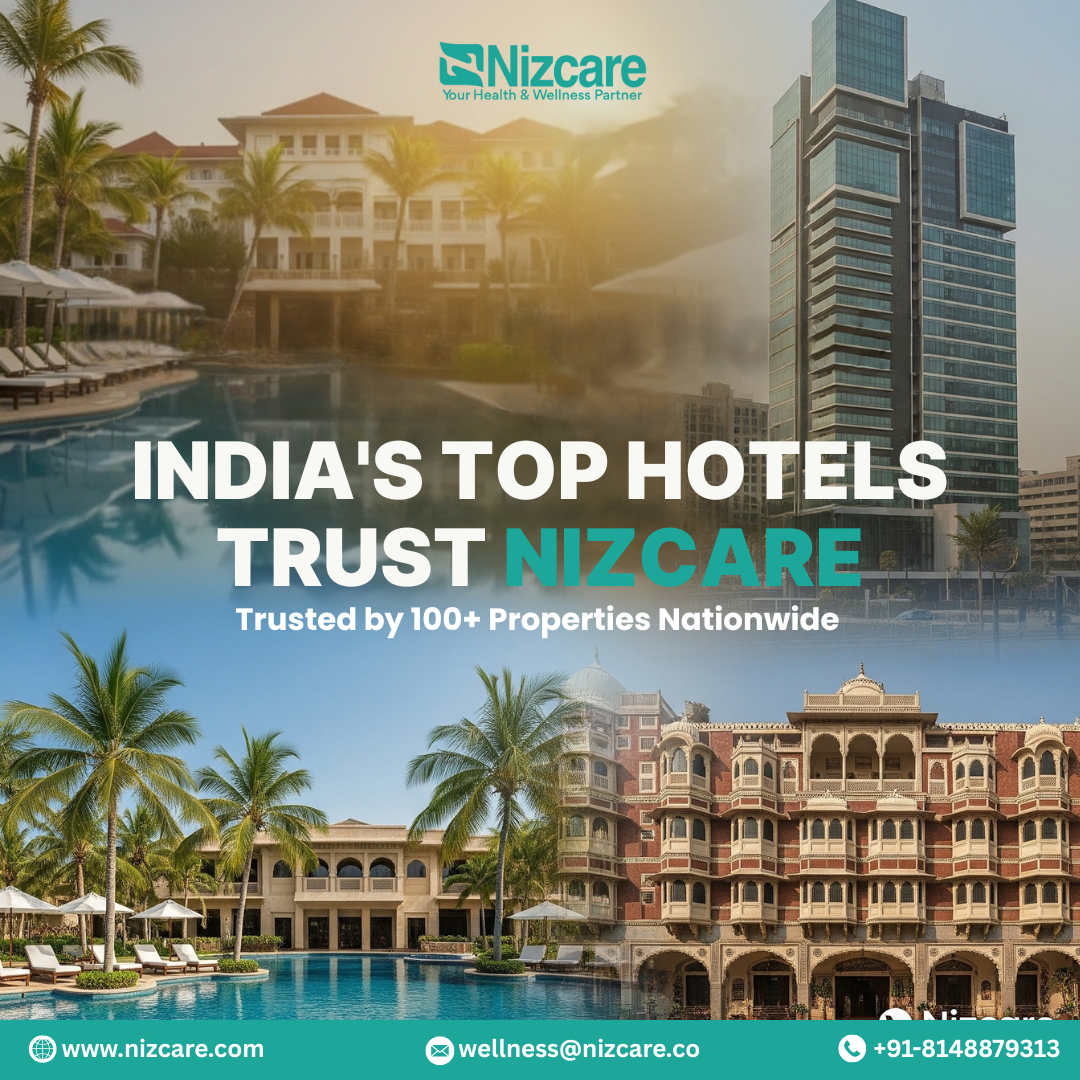 Nizcare
Your Health & Wellness Partner
INDIA'S TOP HOTELS
TRUST NIZCARE
Trusted by 100+ Properties Nationwide
Nizcare
www.nizcare.com
wellness@nizcare.co
+91-8148879313